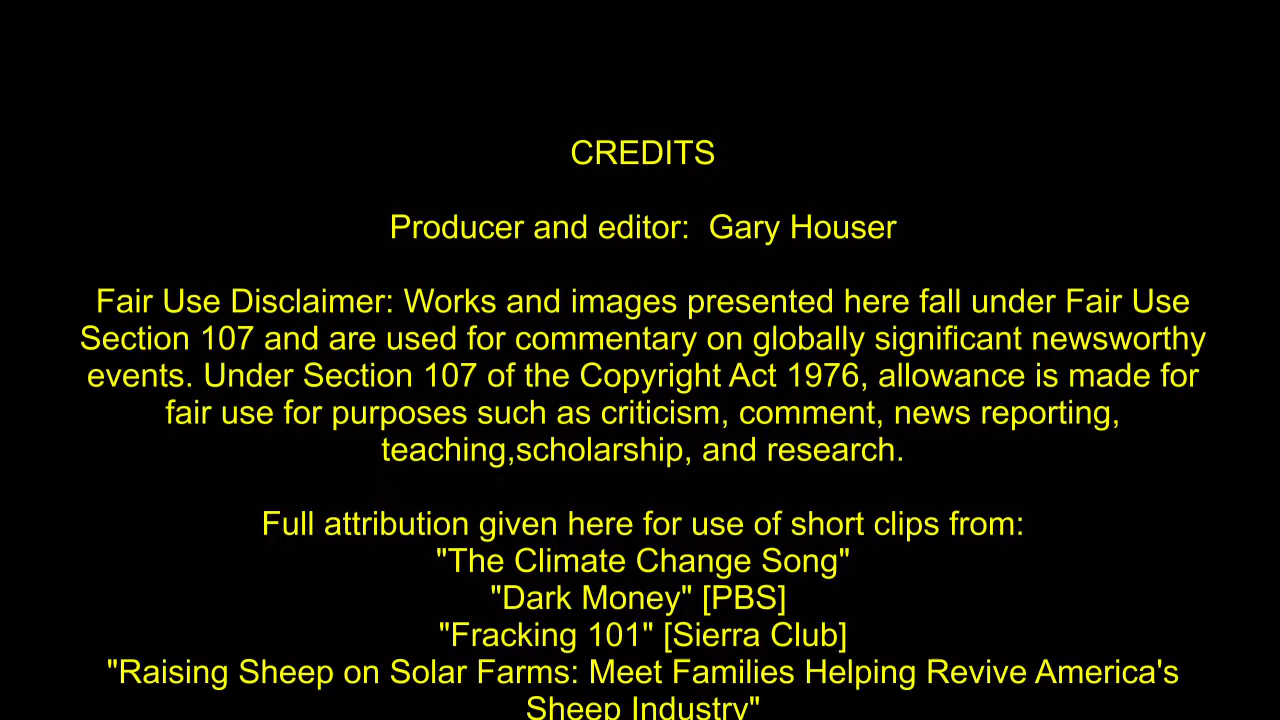 CREDITS
Producer and editor:  Gary Houser
Fair Use Disclaimer: Works and images presented here fall under Fair Use
Section 107 and are used for commentary on globally significant newsworthy
events. Under Section 107 of the Copyright Act 1976, allowance is made for
fair use for purposes such as criticism, comment, news reporting,
teaching,scholarship, and research.
Full attribution given here for use of short clips from:
"The Climate Change Song"
"Dark Money" [PBS]
"Fracking 101" [Sierra Club]
"Raising Sheep on Solar Farms: Meet Families Helping Revive America's
Sheep Industry"